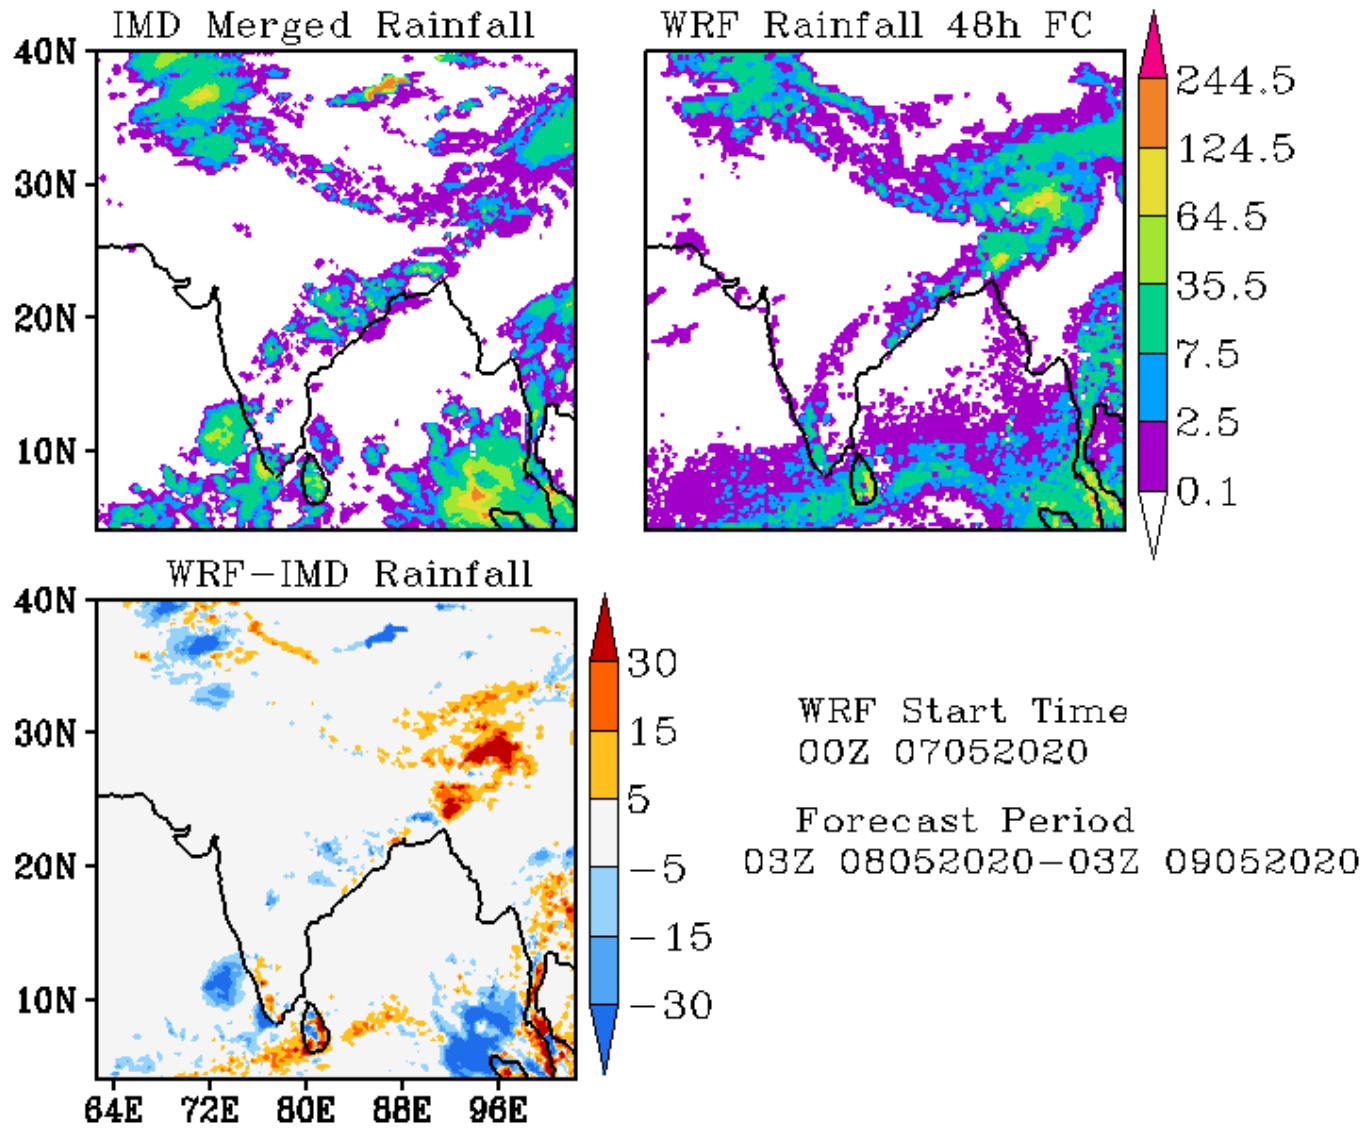 IMD Merged Rainfall
WRF Rainfall 48h FC
40N
30N
20N
10N
244.5
124.5
64.5
35.5
7.5
2.5
0.1
WRF-IMD Rainfall
40N
30N
20N
10N
64E 72E 80E 88E 96E
30
15
5
-5
-15
-30
WRF Start Time
00Z 07052020
Forecast Period
03Z 08052020-03Z 09052020